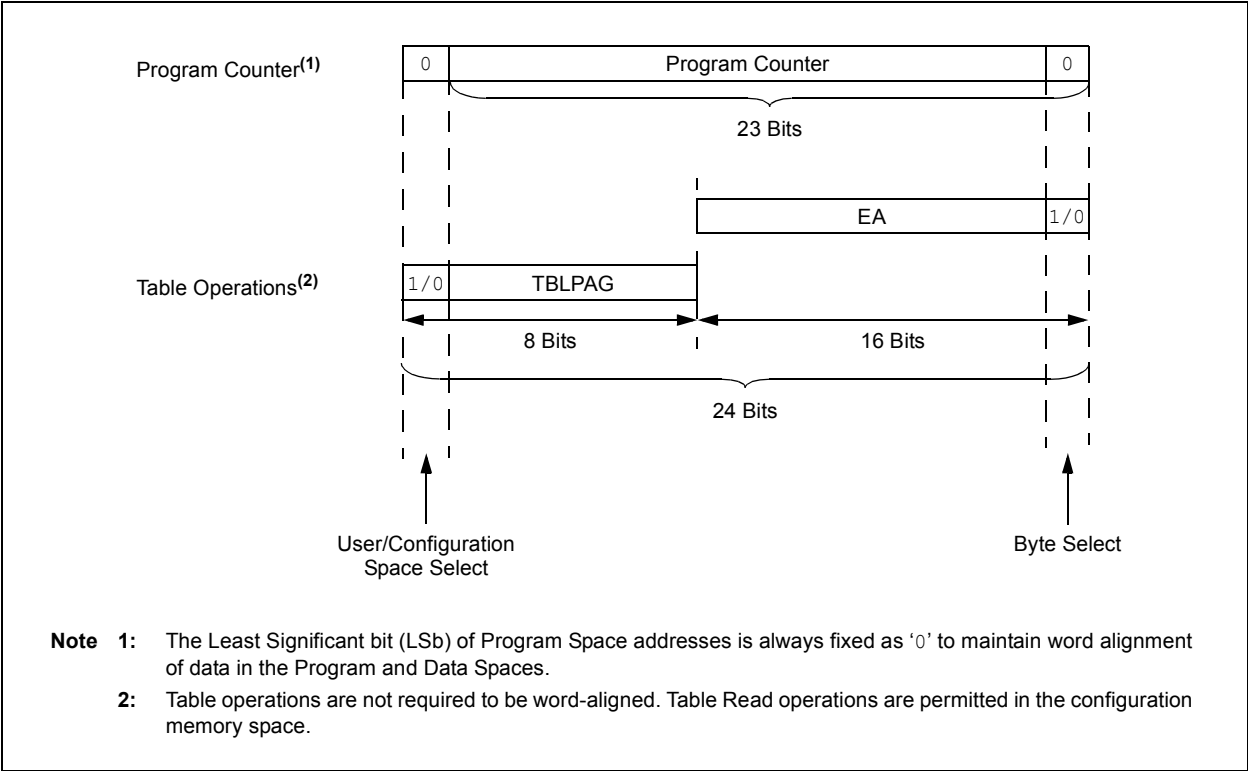 Program Counter(1)
0
Program Counter
0
23 Bits
EA
1/0
Table Operations(2)
1/0
TBLPAG
8 Bits
16 Bits
24 Bits
User/Configuration
Space Select
Byte Select
Note 1: The Least Significant bit (LSb) of Program Space addresses is always fixed as ‘0’ to maintain word alignment
of data in the Program and Data Spaces.
2: Table operations are not required to be word-aligned. Table Read operations are permitted in the configuration
memory space.